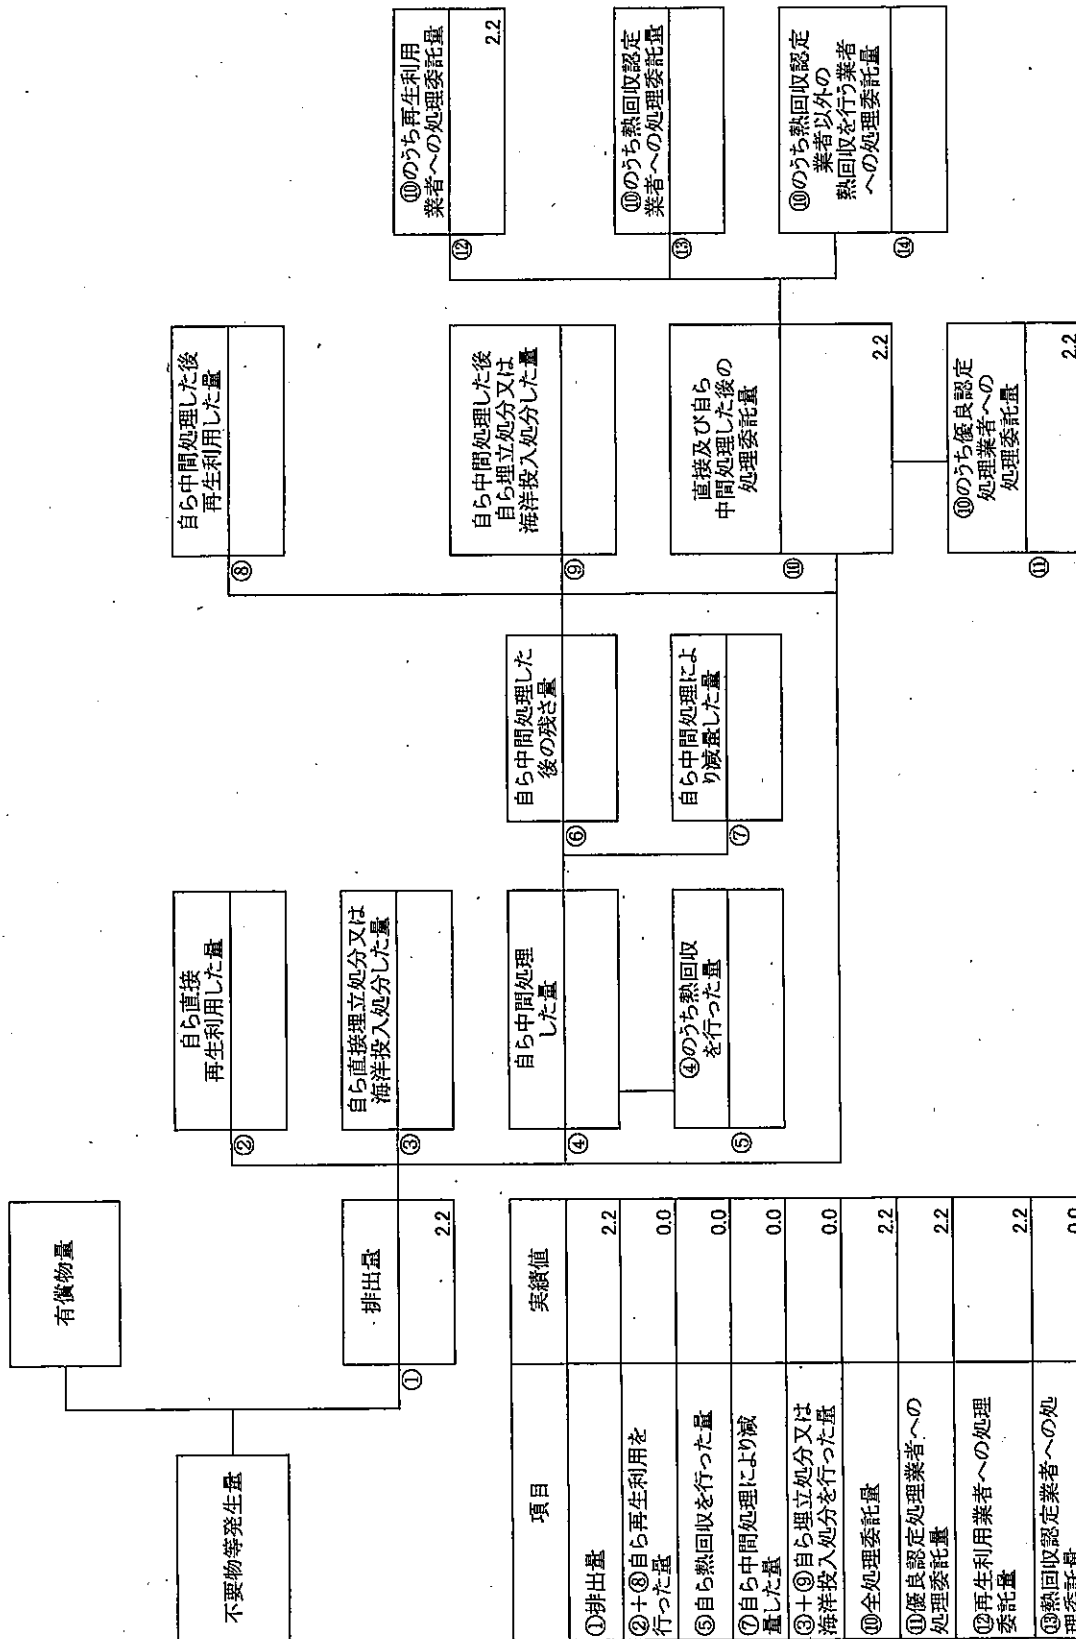 不要物等発生量
有償物量
①
排出量
2.2
②
自ら直接
再生利用した量
③
自ら直接埋立処分又は
海洋投入処分した量
④
自ら中間処理
した量
⑤
④のうち熱回収
を行った量
⑥
自ら中間処理した
後の残さ量
⑦
自ら中間処理によ
り減量した量
⑧
自ら中間処理した後
再生利用した量
⑨
自ら中間処理した後
自ら埋立処分又は
海洋投入処分した量
⑩
直接及び自ら
中間処理した後の
処理委託量
2.2
⑪
⑩のうち優良認定
処理業者への
処理委託量
2.2
⑫
⑩のうち再生利用
業者への処理委託量
2.2
⑬
⑩のうち熱回収認定
業者への処理委託量
⑭
⑩のうち熱回収認定
業者以外の
熱回収を行う業者
への処理委託量
項目 実績値
①排出量 2.2
②+⑧自ら再生利用を
行った量 0.0
⑤自ら熱回収を行った量 0.0
⑦自ら中間処理により減
量した量 0.0
③+⑨自ら埋立処分又は
海洋投入処分を行った量 0.0
⑩全処理委託量 2.2
⑪優良認定処理業者への
処理委託量 2.2
⑫再生利用業者への処理
委託量 2.2
⑬熱回収認定業者への処
理委託量 0.0